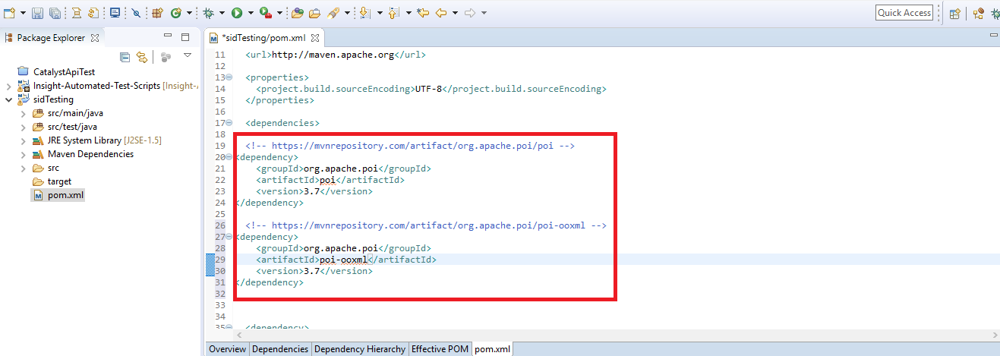 Quick Access
Package Explorer
CatalystApiTest
Insight-Automated-Test-Scripts [Insight-A
sidTesting
src/main/java
src/test/java
JRE System Library [J2SE-1.5]
Maven Dependencies
src
target
pom.xml
*sidTesting/pom.xml
11 <url>http://maven.apache.org</url>
12
13 <properties>
14 <project.build.sourceEncoding>UTF-8</project.build.sourceEncoding>
15 </properties>
16
17 <dependencies>
18
19 <!-- https://mvnrepository.com/artifact/org.apache.poi/poi -->
20 <dependency>
21 <groupId>org.apache.poi</groupId>
22 <artifactId>poi</artifactId>
23 <version>3.7</version>
24 </dependency>
25
26 <!-- https://mvnrepository.com/artifact/org.apache.poi/poi-ooxml -->
27 <dependency>
28 <groupId>org.apache.poi</groupId>
29 <artifactId>poi-ooxml</artifactId>
30 <version>3.7</version>
31 </dependency>
32
33
34
35 <dependency>
Overview Dependencies Dependency Hierarchy Effective POM pom.xml